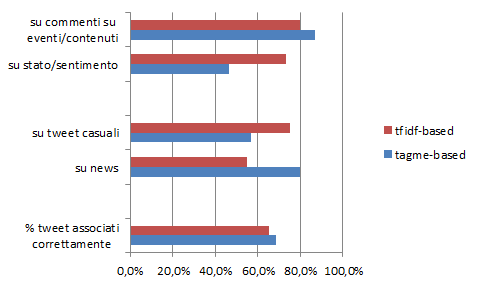 su commenti su
eventi/contenuti
su stato/sentimento
su tweet casuali
su news
% tweet associati
correttamente
0,0% 20,0% 40,0% 60,0% 80,0% 100,0%
tfidf-based
tagme-based